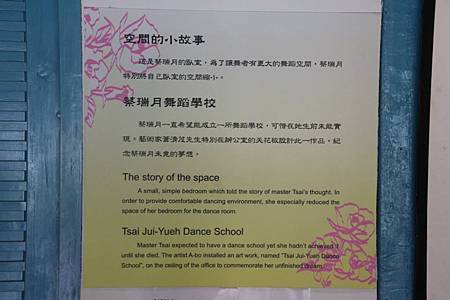 空間的小故事
這是蔡瑞月的臥室，為了讓舞者有更大的舞蹈空間，蔡瑞月
特別將自己臥室的空間縮小。
蔡瑞月舞蹈學校
蔡瑞月一直希望能成立一所舞蹈學校，可惜在她生前未能實
現。藝術家蕭清茂先生特別在辦公室的天花板設計此一作品，紀
念蔡瑞月未竟的夢想。
The story of the space
A small, simple bedroom which told the story of master Tsai's thought. In
order to provide comfortable dancing environment, she especially reduced the
space of her bedroom for the dance room.
Tsai Jui-Yueh Dance School
Master Tsai expected to have a dance school yet she hadn't achieved it
until she died. The artist A-bo installed an art work, named "Tsai Jui-Yueh Dance
School", on the ceiling of the office to commemorate her unfinished dream.